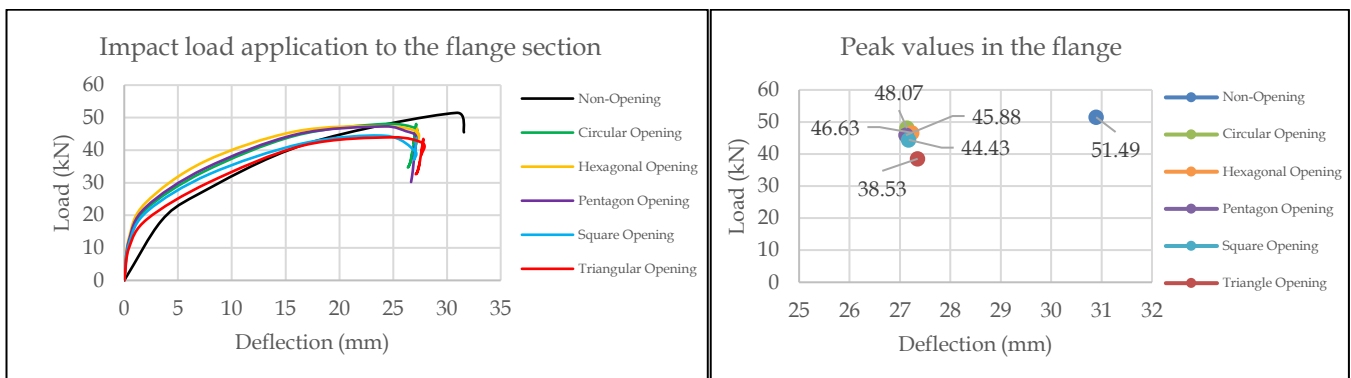 Impact load application to the flange section
60
50
40
30
20
10
0
Load (kN)
0 5 10 15 20 25 30 35
Deflection (mm)
Non-Opening
Circular Opening
Hexagonal Opening
Pentagon Opening
Square Opening
Triangular Opening
Peak values in the flange
60
50
40
30
20
10
0
Load (kN)
48.07
45.88
46.63
51.49
44.43
38.53
25 26 27 28 29 30 31 32
Deflection (mm)
Non-Opening
Circular Opening
Hexagonal Opening
Pentagon Opening
Square Opening
Triangle Opening